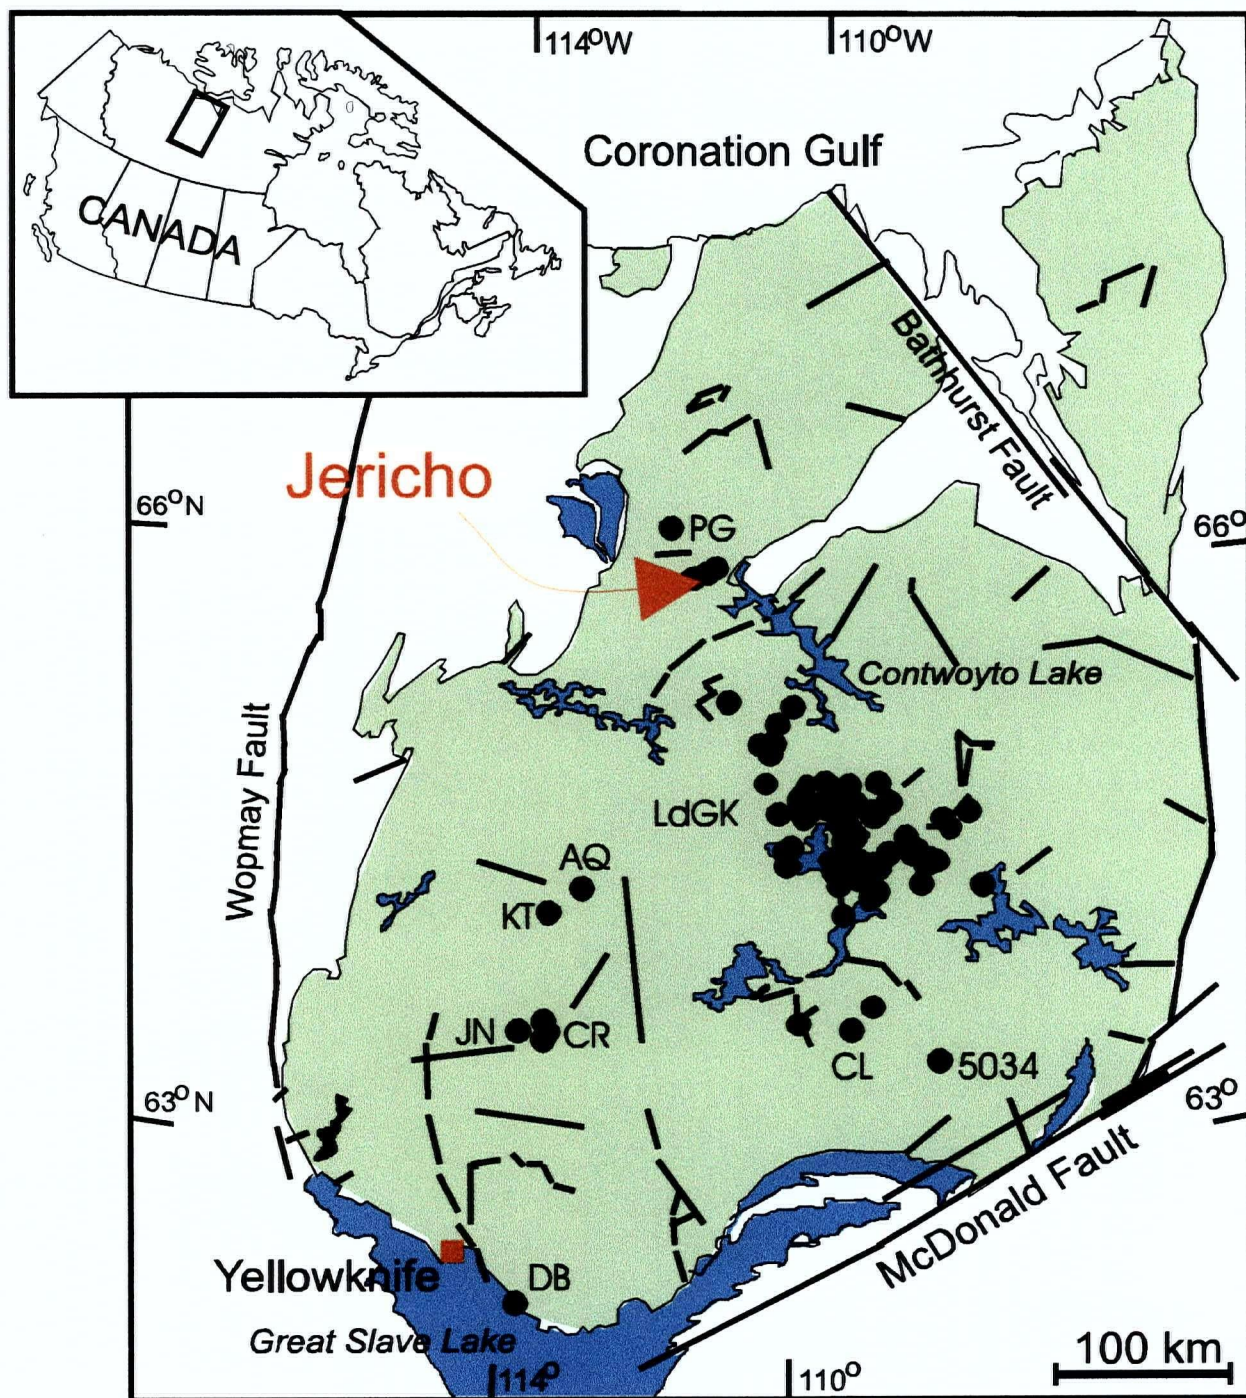 114°W
110°W
Coronation Gulf
CANADA
Bathhurst Fault
Jericho
66°N
66°
PG
Contwoyto Lake
Wopmay Fault
LdGK
AQ
KT
JN
CR
CL
5034
63°N
63°
McDonald Fault
Yellowknife
DB
Great Slave Lake
100 km
114°
110°